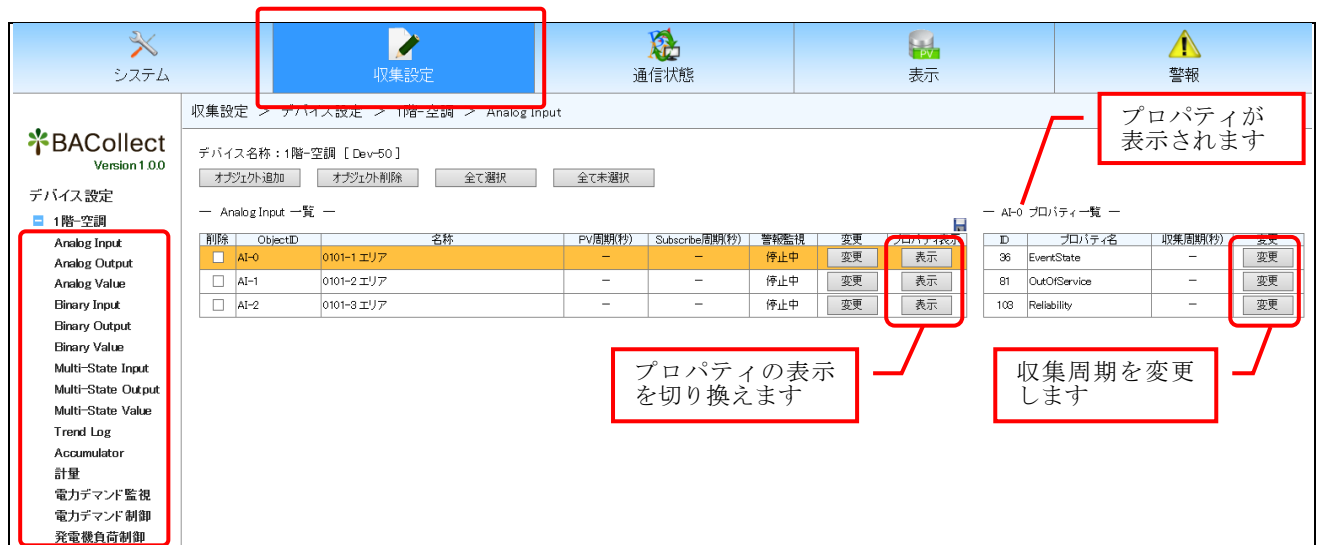 システム
収集設定
通信状態
表示
警報
収集設定 > デバイス設定 > 1階-空調 > Analog Input
プロパティが
表示されます
BACollect
Version 1.0.0
デバイス名称：1階-空調 [ Dev-50 ]
オブジェクト追加 オブジェクト削除 全て選択 全て未選択
デバイス設定
1階-空調
Analog Input
Analog Output
Analog Value
Binary Input
Binary Output
Binary Value
Multi-State Input
Multi-State Output
Multi-State Value
Trend Log
Accumulator
計量
電力デマンド監視
電力デマンド制御
発電機負荷制御
― Analog Input 一覧 ―
削除 ObjectID 名称 PV周期(秒) Subscribe周期(秒) 警報監視 変更 プロパティ表示
AI-0 0101-1 エリア － － 停止中 変更 表示
AI-1 0101-2 エリア － － 停止中 変更 表示
AI-2 0101-3 エリア － － 停止中 変更 表示
― AI-0 プロパティ一覧 ―
ID プロパティ名 収集周期(秒) 変更
36 EventState － 変更
81 OutOfService － 変更
103 Reliability － 変更
プロパティの表示
を切り換えます
収集周期を変更
します